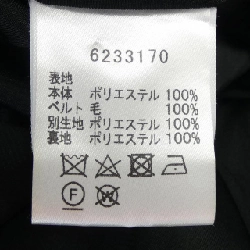 6233170
表地
本体 ポリエステル 100%
ベルト 毛 100%
別生地 ポリエステル 100%
裏地 ポリエステル 100%
F W